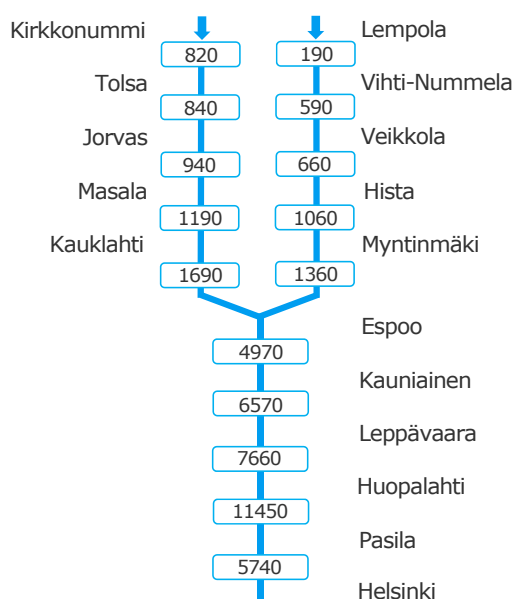 Kirkkonummi
Lempola
820
190
Tolsa
Vihti-Nummela
840
590
Jorvas
Veikkola
940
660
Masala
Hista
1190
1060
Kauklahti
Myntinmäki
1690
1360
Espoo
4970
Kauniainen
6570
Leppävaara
7660
Huopalahti
11450
Pasila
5740
Helsinki